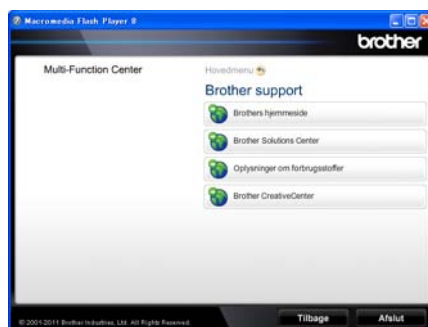 Macromedia Flash Player 8
brother
Multi-Function Center
Hovedmenu
Brother support
Brothers hjemmeside
Brother Solutions Center
Oplysninger om forbrugsstoffer
Brother CreativeCenter
© 2001-2011 Brother Industries, Ltd. All Rights Reserved.
Tilbage
Afslut